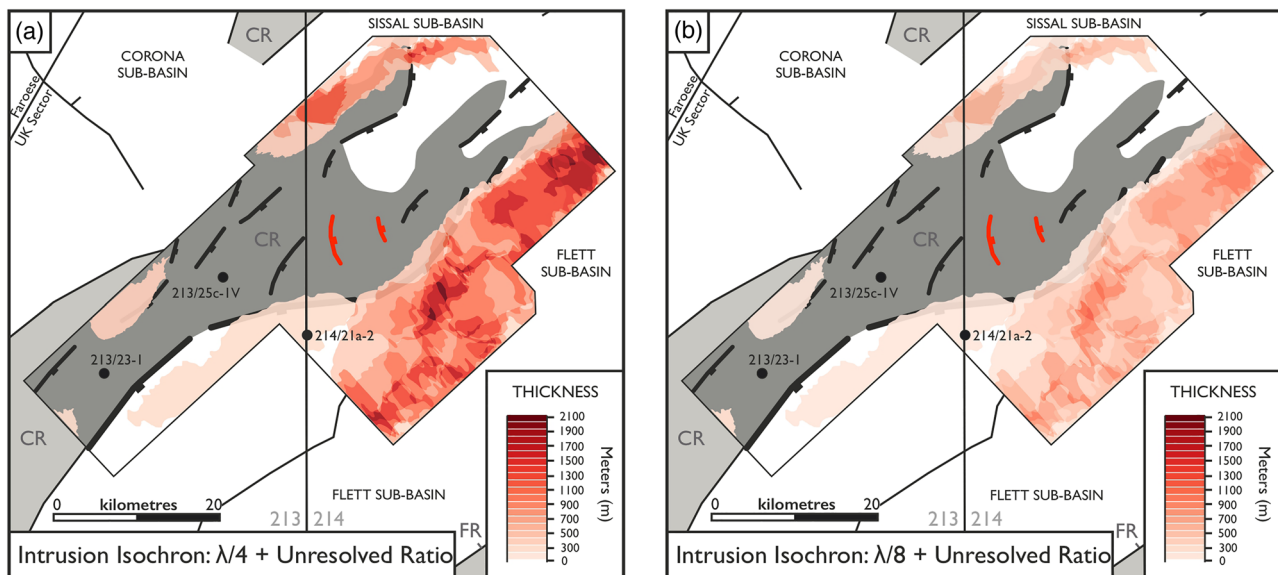 (a)
SISSAL SUB-BASIN
CR
CORONA
SUB-BASIN
Faroese
UK Sector
CR
213/25c-1V
FLETT
SUB-BASIN
214/21a-2
213/23-1
CR
THICKNESS
2100
1900
1700
1500
1300
1100
900
700
500
300
100
0
Meters (m)
0 kilometres 20
FLETT SUB-BASIN
213 214
FR
Intrusion Isochron: λ/4 + Unresolved Ratio
(b)
SISSAL SUB-BASIN
CR
CORONA
SUB-BASIN
Faroese
UK Sector
CR
213/25c-1V
FLETT
SUB-BASIN
214/21a-2
213/23-1
CR
THICKNESS
2100
1900
1700
1500
1300
1100
900
700
500
300
100
0
Meters (m)
0 kilometres 20
FLETT SUB-BASIN
213 214
FR
Intrusion Isochron: λ/8 + Unresolved Ratio